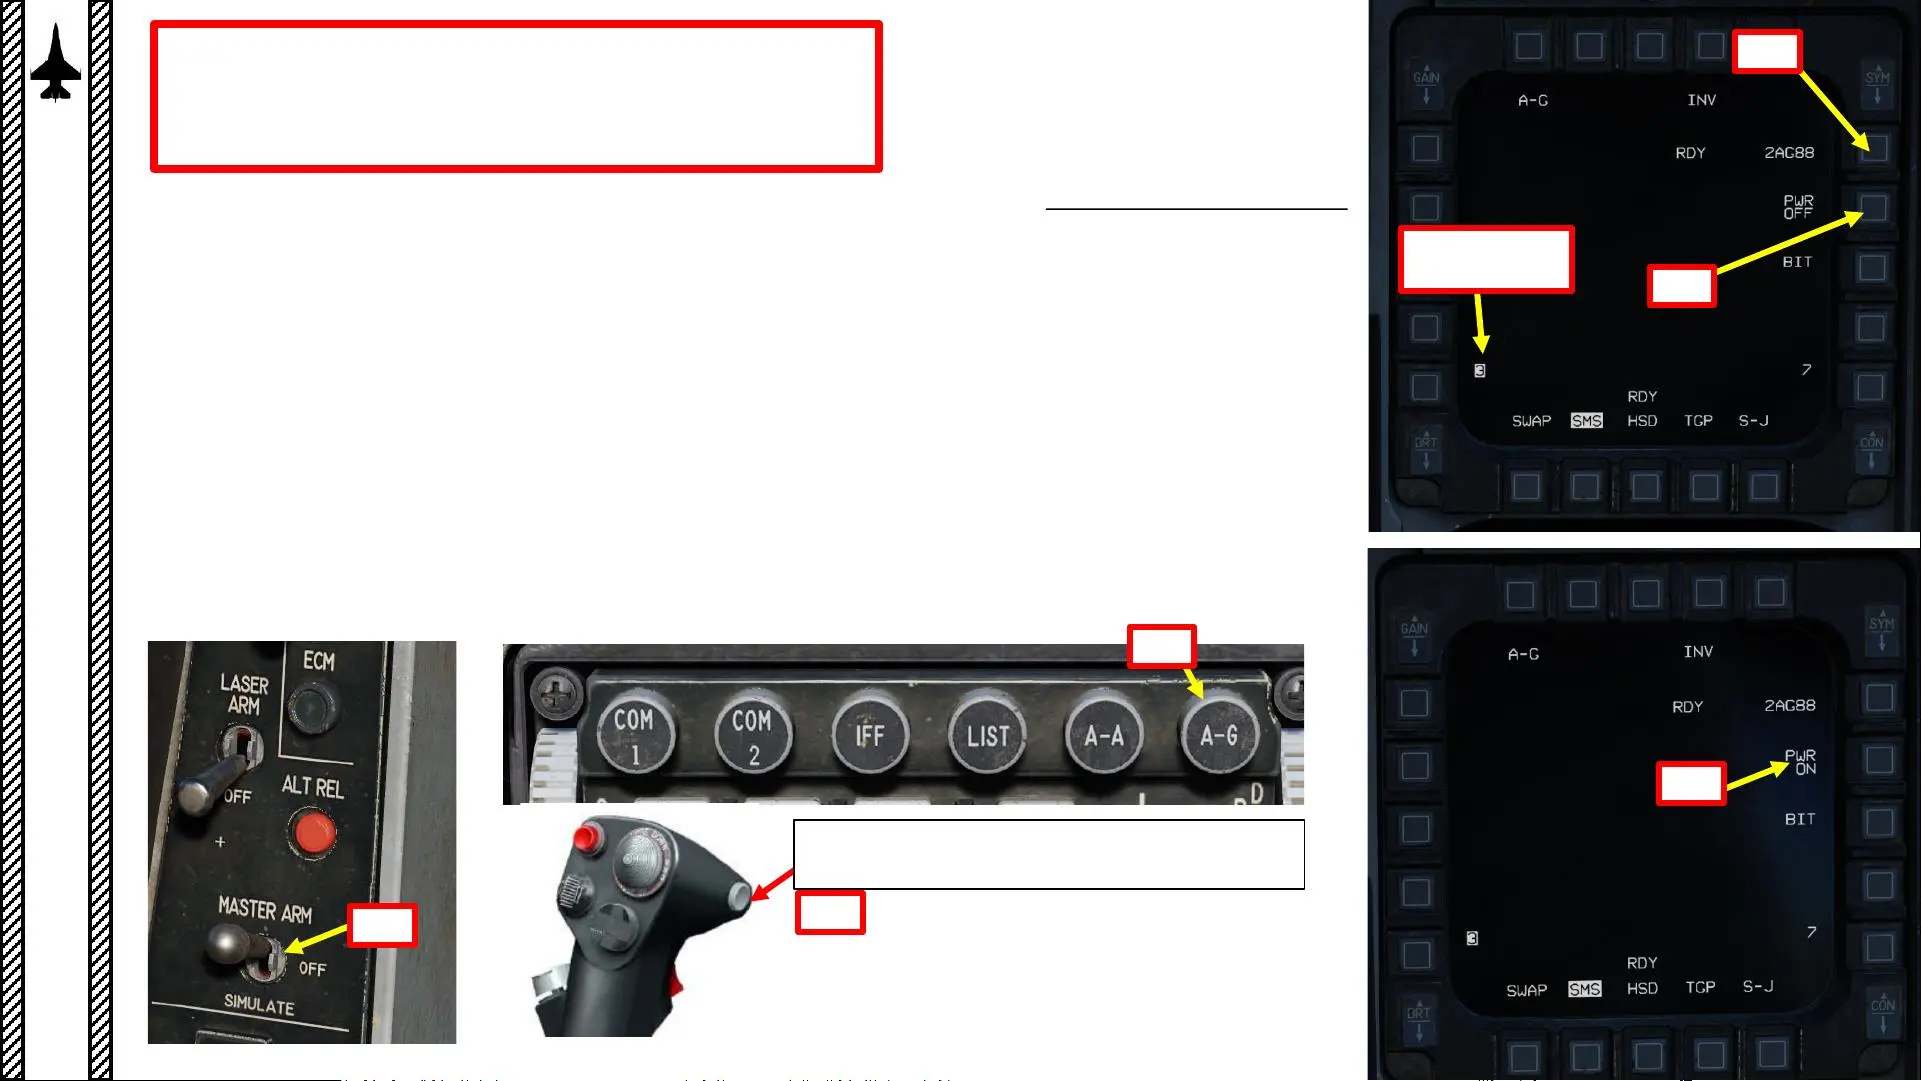 GAIN
SYM
A-G
INV
RDY
2AG88
PWR
OFF
BIT
3
7
RDY
SWAP
SMS
HSD
TGP
S-J
BRT
CON
GAIN
SYM
A-G
INV
RDY
2AG88
PWR
ON
BIT
3
7
RDY
SWAP
SMS
HSD
TGP
S-J
BRT
CON
ECM
LASER
ARM
OFF
ALT REL
MASTER ARM
OFF
SIMULATE
COM
1
COM
2
IFF
LIST
A-A
A-G
D